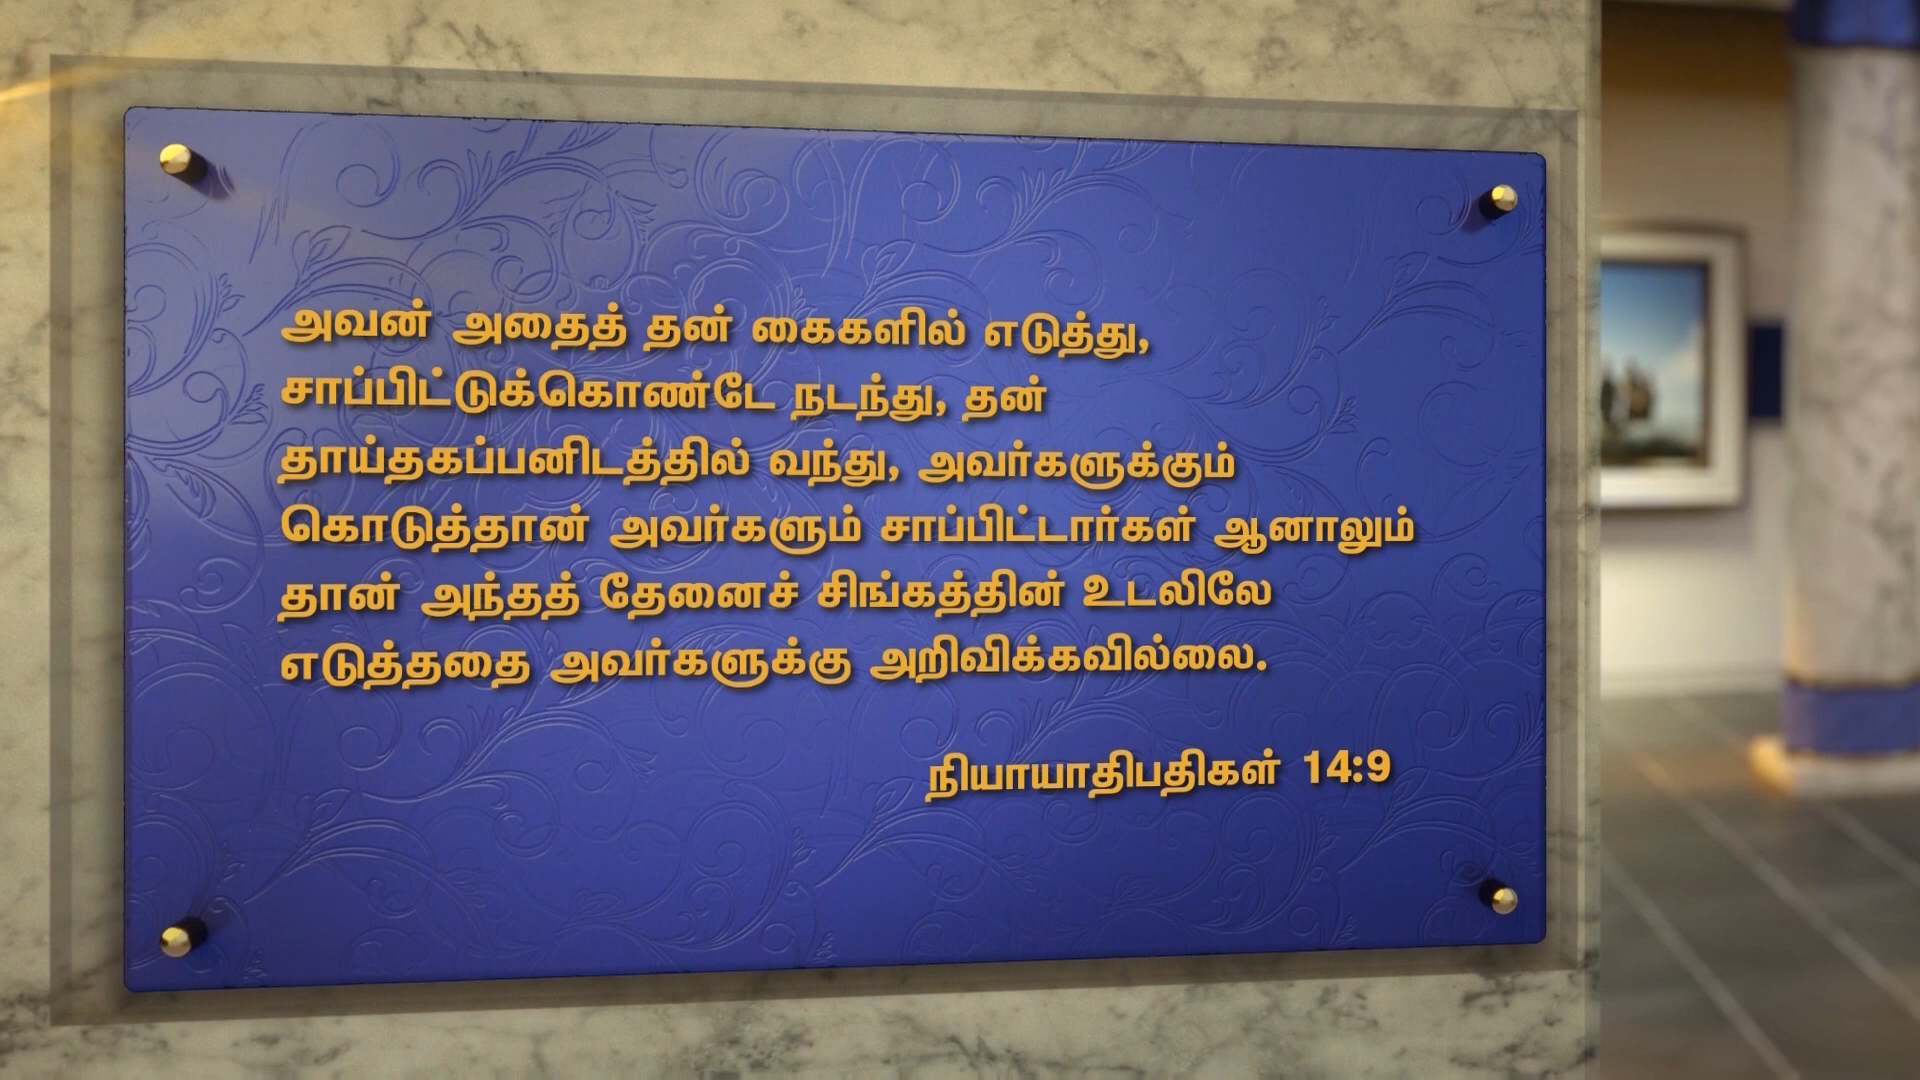 அவன் அதைத் தன் கைகளில் எடுத்து,
சாப்பிட்டுக்கொண்டே நடந்து, தன்
தாய்தகப்பனிடத்தில் வந்து, அவர்களுக்கும்
கொடுத்தான் அவர்களும் சாப்பிட்டார்கள் ஆனாலும்
தான் அந்தத் தேனைச் சிங்கத்தின் உடலிலே
எடுத்ததை அவர்களுக்கு அறிவிக்கவில்லை.
நியாயாதிபதிகள் 14:9